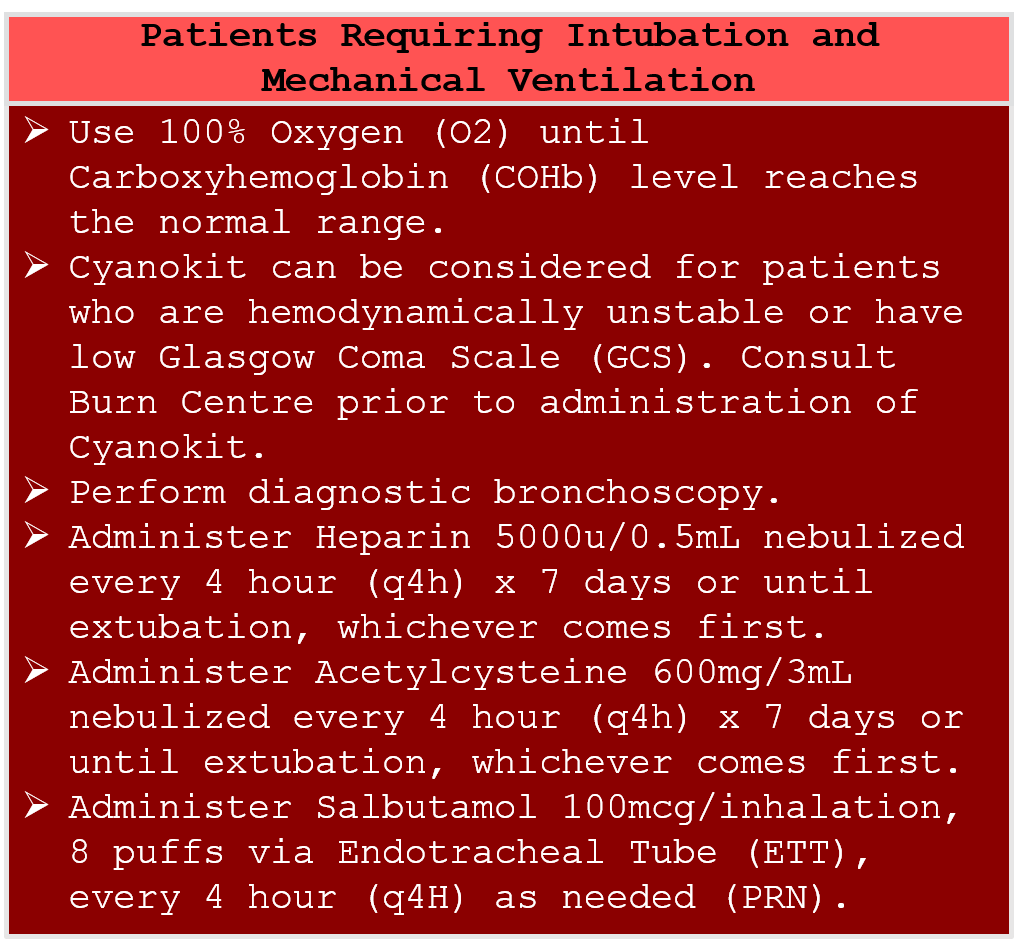 Patients Requiring Intubation and
Mechanical Ventilation
➢ Use 100% Oxygen (O2) until
Carboxyhemoglobin (COHb) level reaches
the normal range.
➢ Cyanokit can be considered for patients
who are hemodynamically unstable or have
low Glasgow Coma Scale (GCS). Consult
Burn Centre prior to administration of
Cyanokit.
➢ Perform diagnostic bronchoscopy.
➢ Administer Heparin 5000u/0.5mL nebulized
every 4 hour (q4h) x 7 days or until
extubation, whichever comes first.
➢ Administer Acetylcysteine 600mg/3mL
nebulized every 4 hour (q4h) x 7 days or
until extubation, whichever comes first.
➢ Administer Salbutamol 100mcg/inhalation,
8 puffs via Endotracheal Tube (ETT),
every 4 hour (q4H) as needed (PRN).